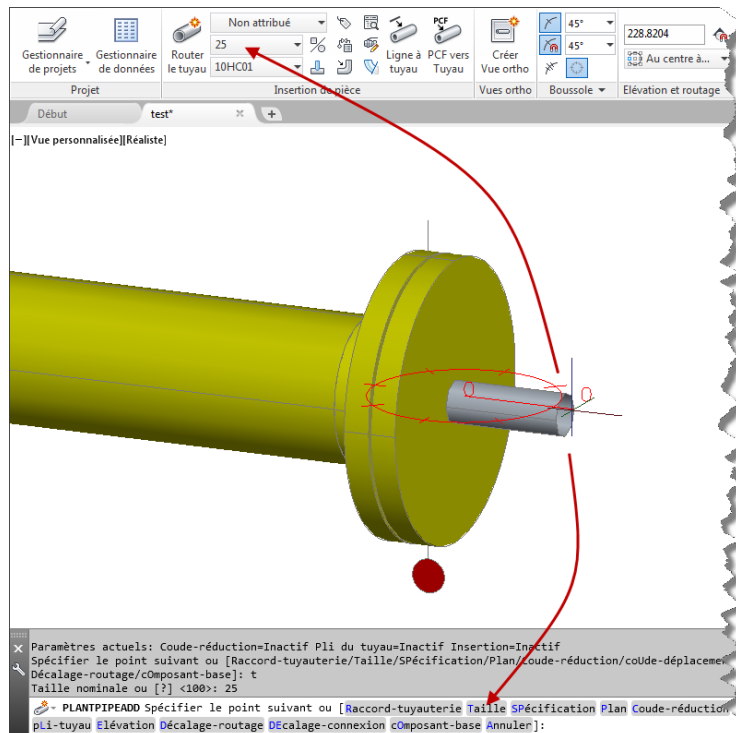 Non attribué
25
10HC01
45°
45°
228.8204
Au centre à...
Gestionnaire de projets
Gestionnaire de données
Router le tuyau
Ligne à tuyau
PCF
PCF vers Tuyau
Créer Vue ortho
Projet
Insertion de pièce
Vues ortho
Boussole
Elévation et routage
Début
test*
[−][Vue personnalisée][Réaliste]
0
0
Paramètres actuels: Coude-réduction=Inactif Pli du tuyau=Inactif Insertion=Inactif
Spécifier le point suivant ou [Raccord-tuyauterie/Taille/SPécification/Plan/Coude-réduction/coUde-déplaceme
Décalage-routage/cOmposant-base]: t
Taille nominale ou [?] <100>: 25
PLANTPIPEADD Spécifier le point suivant ou [Raccord-tuyauterie Taille SPécification Plan Coude-réduction
pLi-tuyau Elévation Décalage-routage DEcalage-connexion cOmposant-base Annuler]: